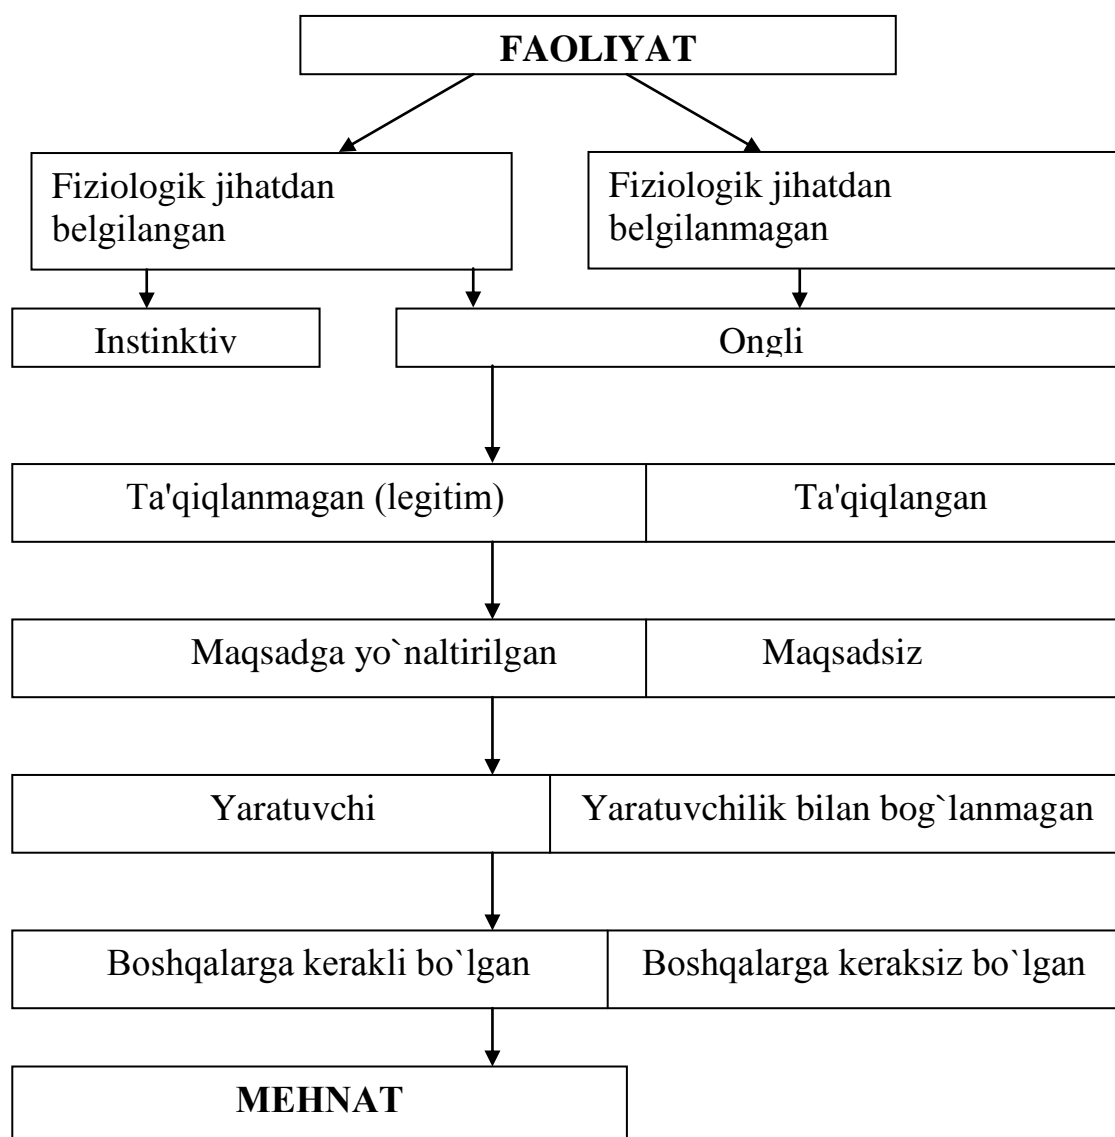 FAOLIYAT
Fiziologik jihatdan
belgilangan
Fiziologik jihatdan
belgilanmagan
Instinktiv
Ongli
Ta'qiqlanmagan (legitim)
Ta'qiqlangan
Maqsadga yo`naltirilgan
Maqsadsiz
Yaratuvchi
Yaratuvchilik bilan bog`lanmagan
Boshqalarga kerakli bo`lgan
Boshqalarga keraksiz bo`lgan
MEHNAT